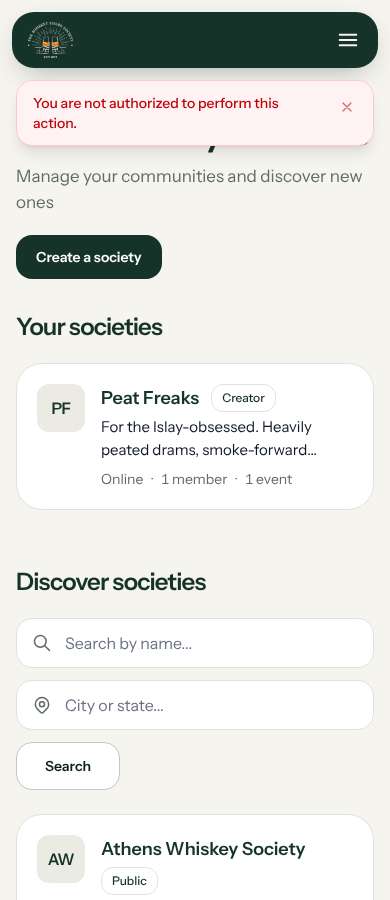 You are not authorized to perform this
action.
Manage your communities and discover new
ones
Create a society
Your societies
PF
Peat Freaks
Creator
For the Islay-obsessed. Heavily
peated drams, smoke-forward...
Online · 1 member · 1 event
Discover societies
Search by name...
City or state...
Search
AW
Athens Whiskey Society
Public